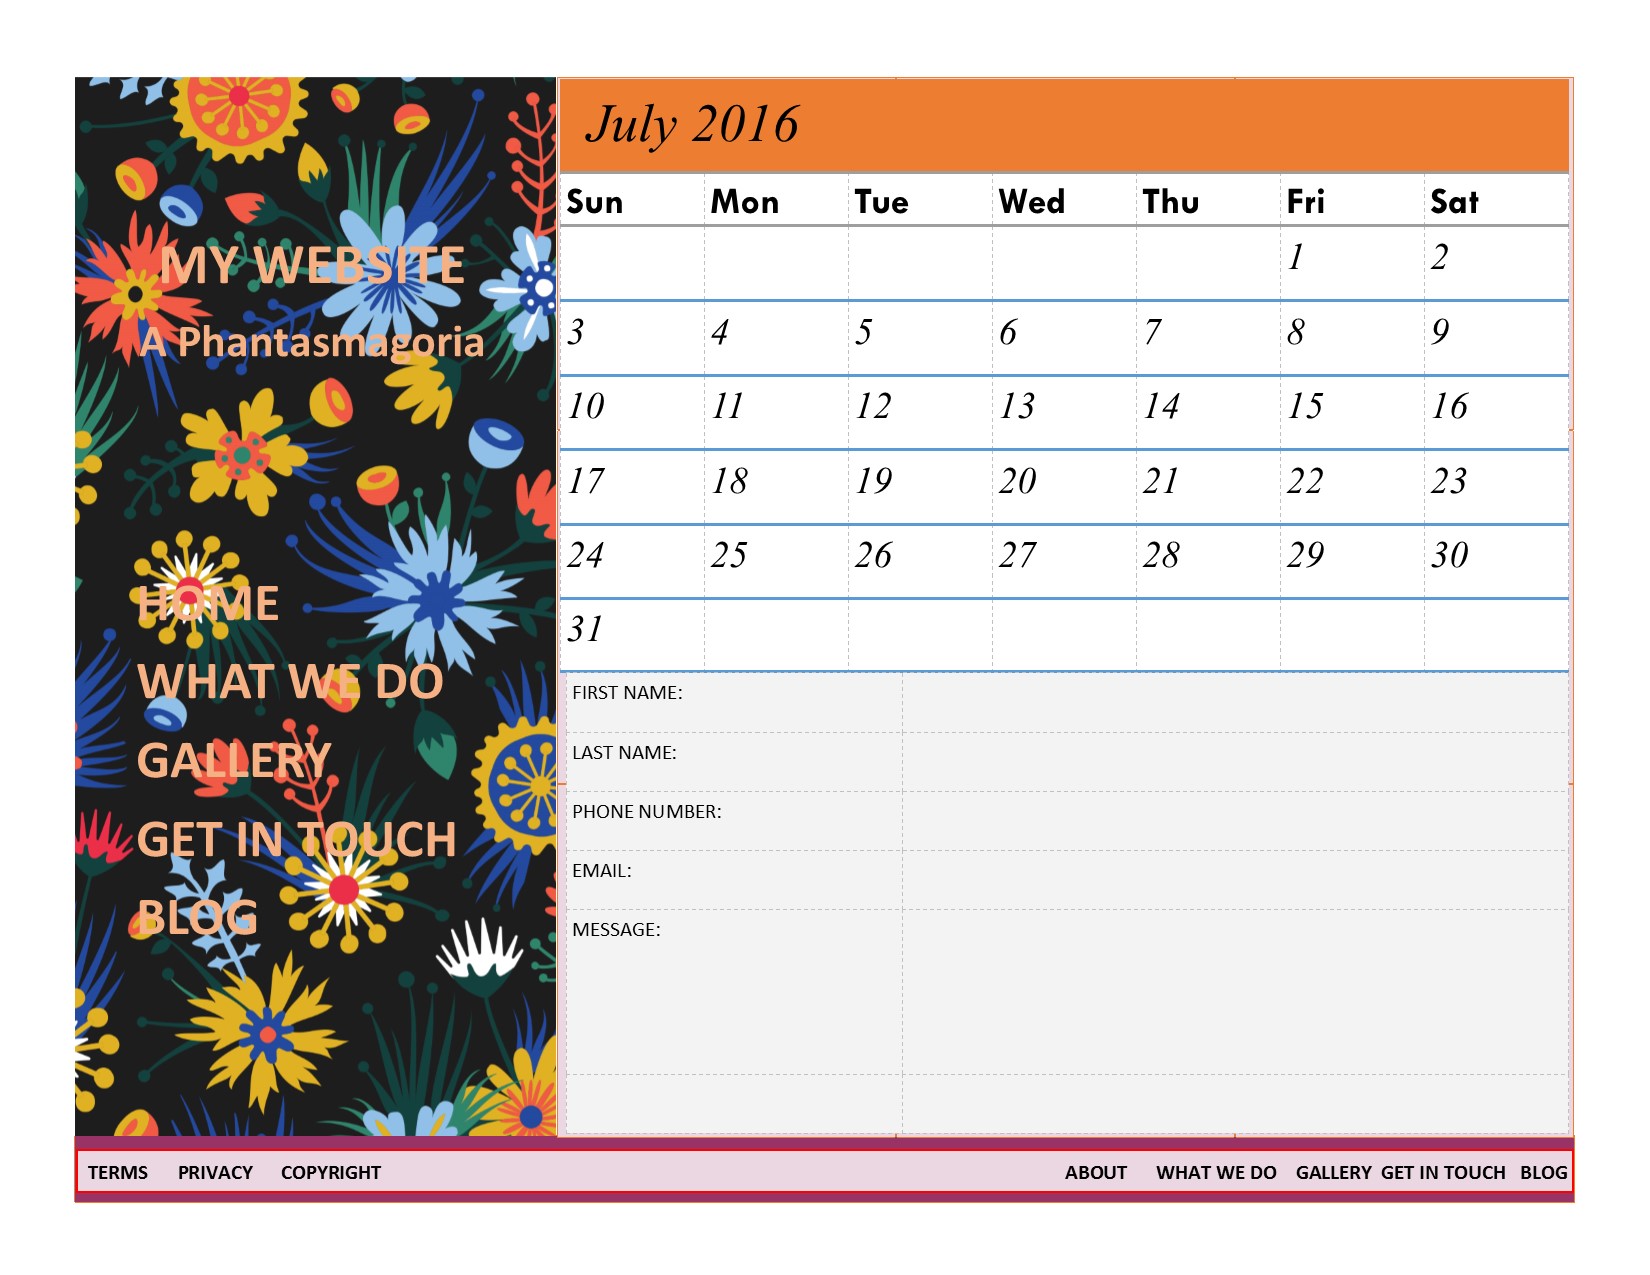 MY WEBSITE
A Phantasmagoria
HOME
WHAT WE DO
GALLERY
GET IN TOUCH
BLOG
July 2016
Sun Mon Tue Wed Thu Fri Sat
1 2
3 4 5 6 7 8 9
10 11 12 13 14 15 16
17 18 19 20 21 22 23
24 25 26 27 28 29 30
31
FIRST NAME:
LAST NAME:
PHONE NUMBER:
EMAIL:
MESSAGE:
TERMS PRIVACY COPYRIGHT ABOUT WHAT WE DO GALLERY GET IN TOUCH BLOG